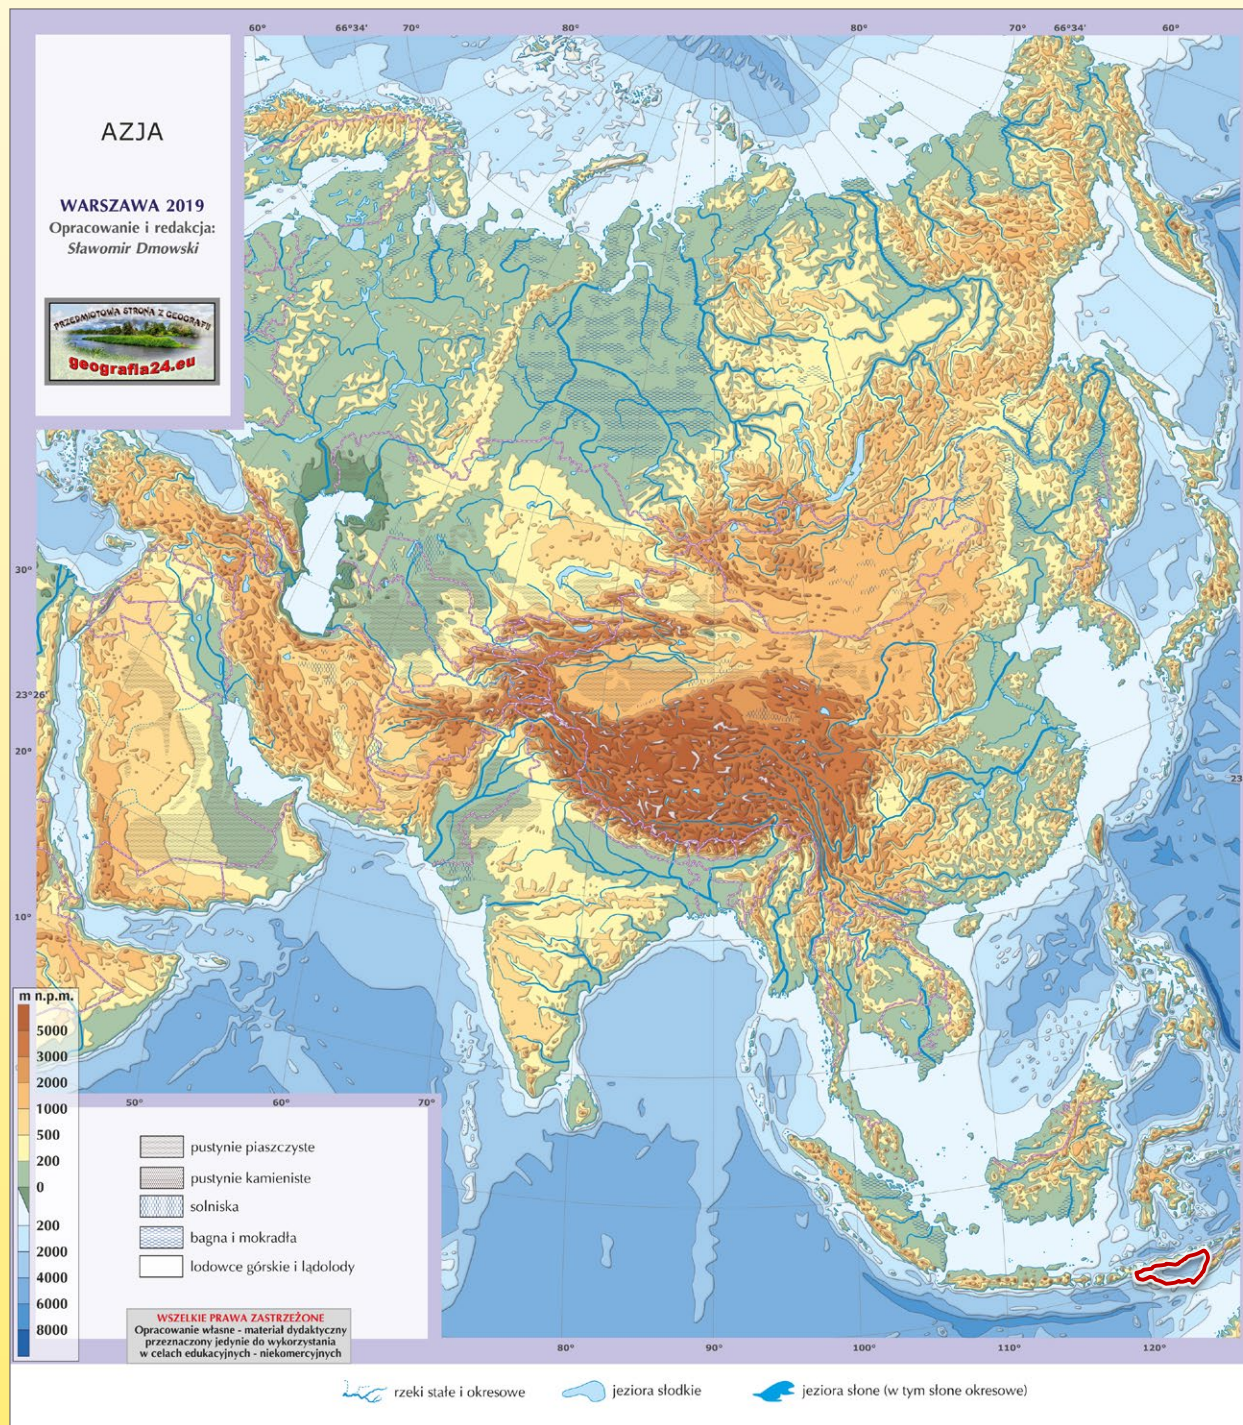 60° 66°34' 70° 80° 80° 70° 66°34' 60°
AZJA
WARSZAWA 2019
Opracowanie i redakcja:
Sławomir Dmowski
PRZEDMIOTOWA STRONA Z GEOGRAFII
geografia24.eu
30°
23°26'
20°
10°
23
m n.p.m.
5000
3000
2000
1000
500
200
0
200
2000
4000
6000
8000
50° 60° 70°
pustynie piaszczyste
pustynie kamieniste
solniska
bagna i mokradła
lodowce górskie i lądolody
WSZELKIE PRAWA ZASTRZEŻONE
Opracowanie własne - materiał dydaktyczny
przeznaczony jedynie do wykorzystania
w celach edukacyjnych - niekomercyjnych
80° 90° 100° 110° 120°
rzeki stałe i okresowe
jeziora słodkie
jeziora słone (w tym słone okresowe)